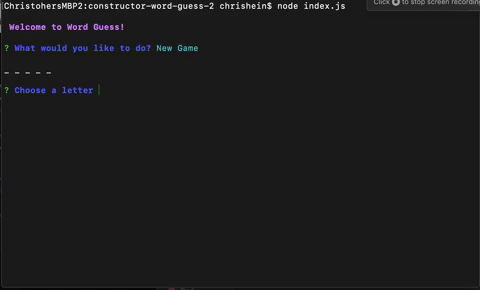 ChristohersMBP2:constructor-word-guess-2 chrishein$ node index.js
Click to stop screen recording
Welcome to Word Guess!
? What would you like to do? New Game
_ _ _ _ _
? Choose a letter